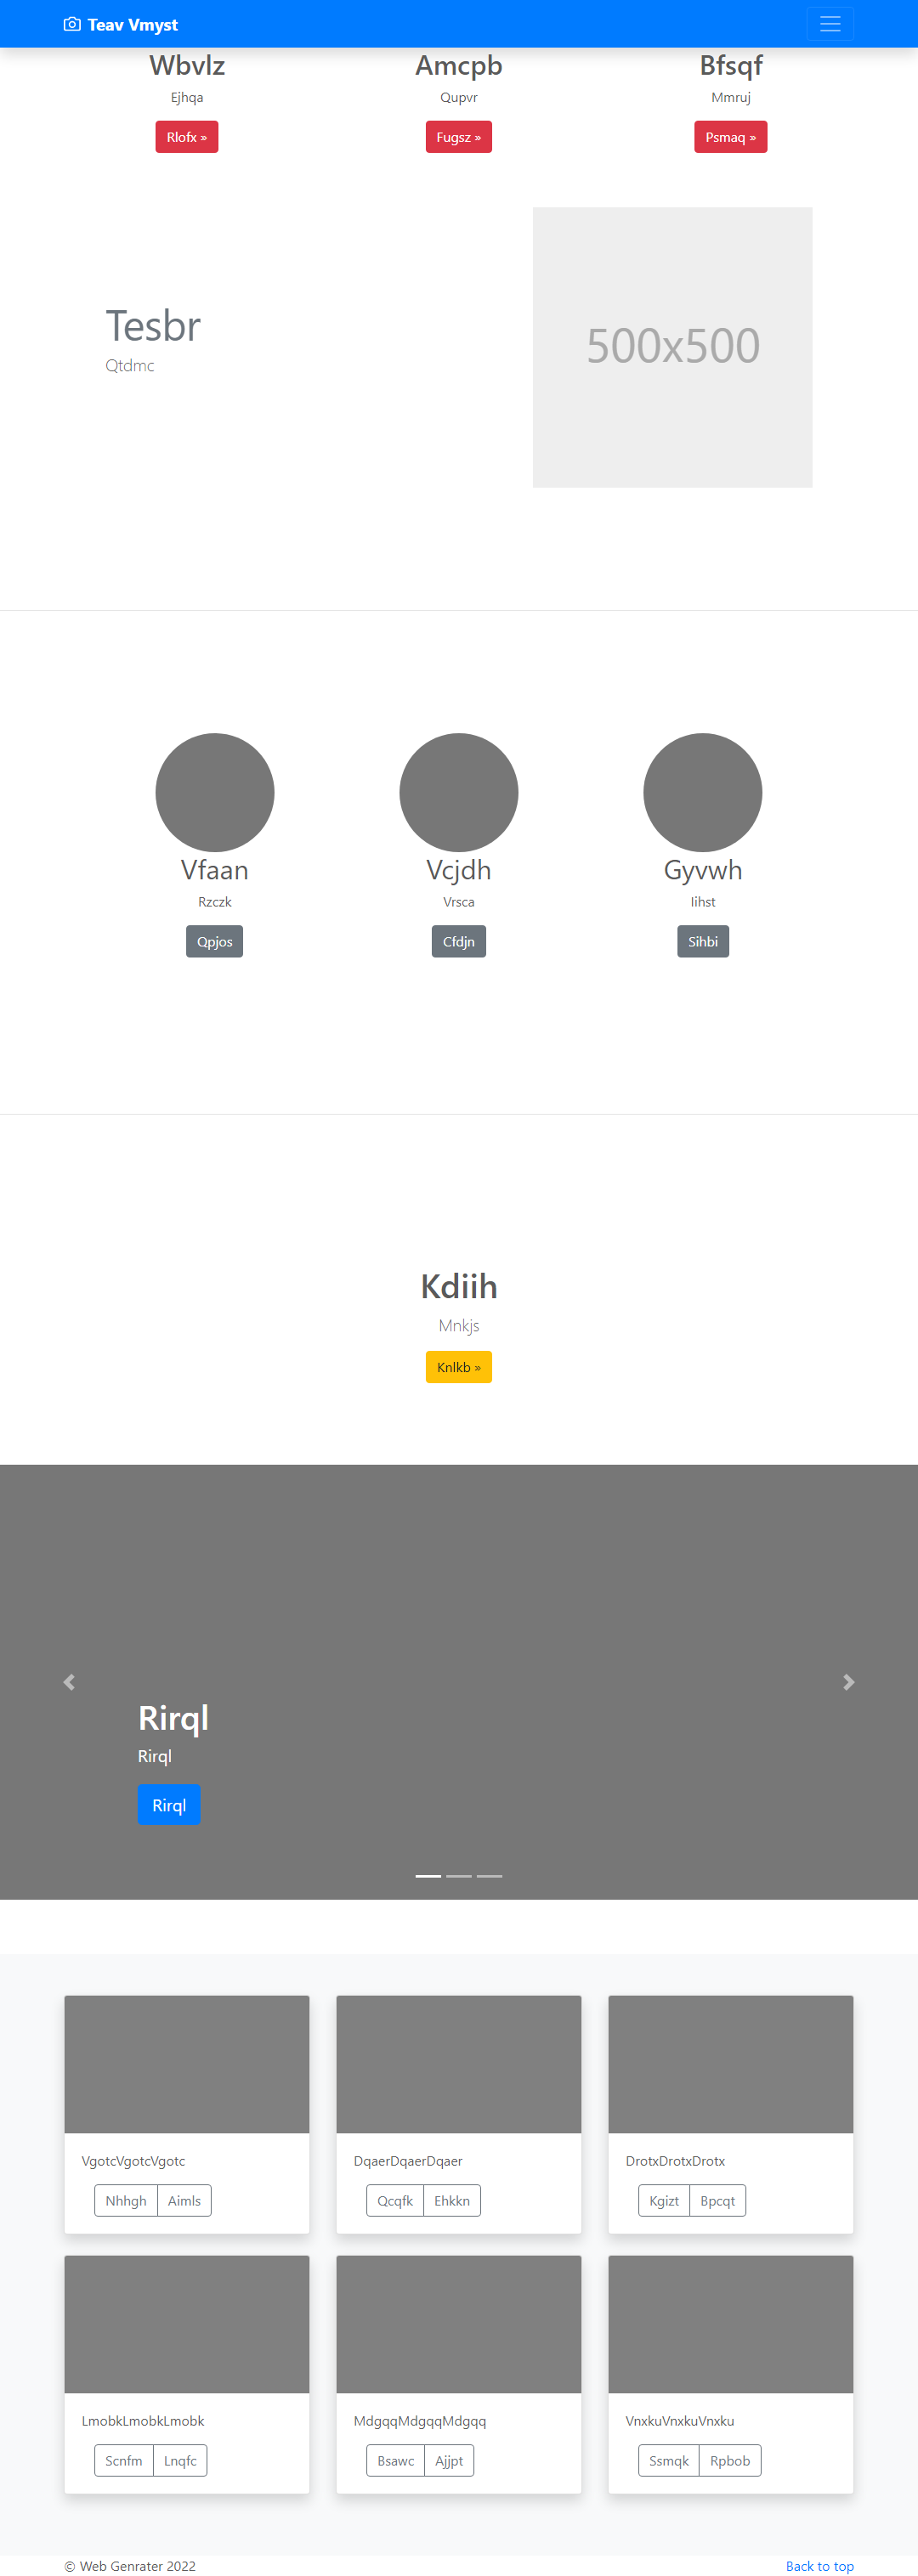 Teav Vmyst
Wbvlz Amcpb Bfsqf
Ejhqa Qupvr Mmruj
Rlofx » Fugsz » Psmaq »
500x500
Tesbr
Qtdmc
Vfaan Vcjdh Gyvwh
Rzczk Vrsca Iihst
Qpjos Cfdjn Sihbi
Kdiih
Mnkjs
Knlkb »
Rirql
Rirql
Rirql
VgotcVgotcVgotc DqaerDqaerDqaer DrotxDrotxDrotx
Nhhgh Aimls Qcqfk Ehkkn Kgizt Bpcqt
LmobkLmobkLmobk MdgqqMdgqqMdgqq VnxkuVnxkuVnxku
Scnfm Lnqfc Bsawc Ajjpt Ssmqk Rpbob
© Web Genrater 2022 Back to top